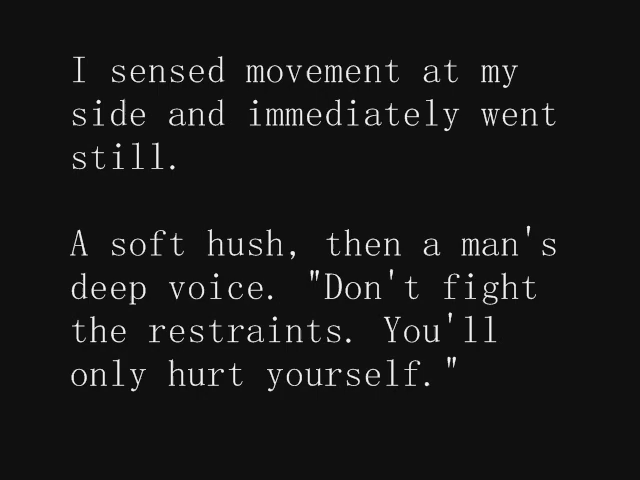 I sensed movement at my
side and immediately went
still.
A soft hush, then a man's
deep voice. "Don't fight
the restraints. You'll
only hurt yourself."